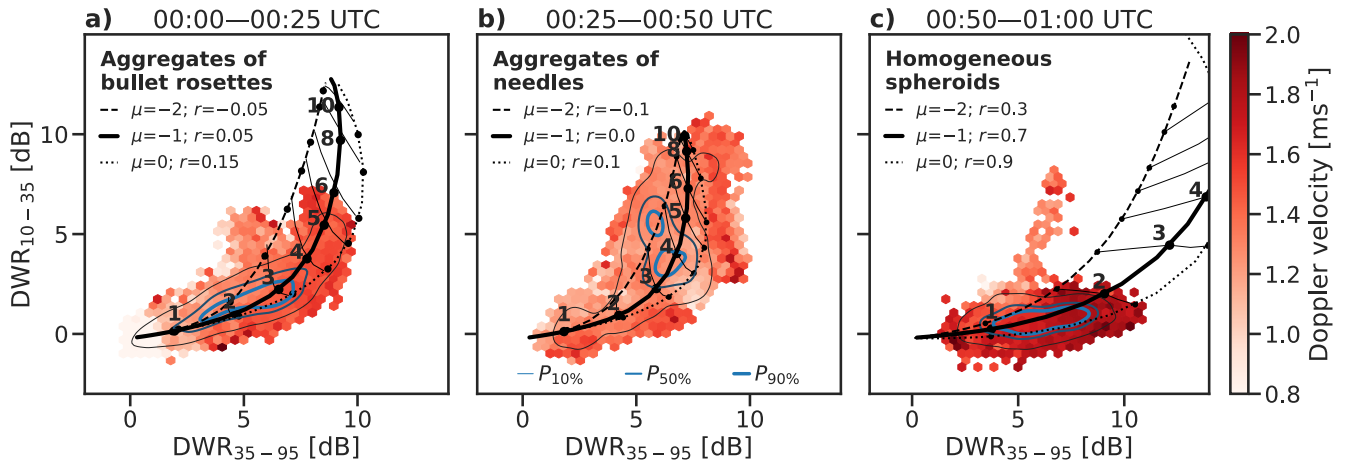 a) 00:00—00:25 UTC
Aggregates of
bullet rosettes
μ=−2; r=−0.05
μ=−1; r=0.05
μ=0; r=0.15
10
8
6
5
4
3
2
1
10
5
0
DWR10−35 [dB]
0 5 10
DWR35−95 [dB]
b) 00:25—00:50 UTC
Aggregates of
needles
μ=−2; r=−0.1
μ=−1; r=0.0
μ=0; r=0.1
10
8
6
5
4
3
2
1
P10% P50% P90%
0 5 10
DWR35−95 [dB]
c) 00:50—01:00 UTC
Homogeneous
spheroids
μ=−2; r=0.3
μ=−1; r=0.7
μ=0; r=0.9
4
3
2
1
0 5 10
DWR35−95 [dB]
2.0
1.8
1.6
1.4
1.2
1.0
0.8
Doppler velocity [ms−1]